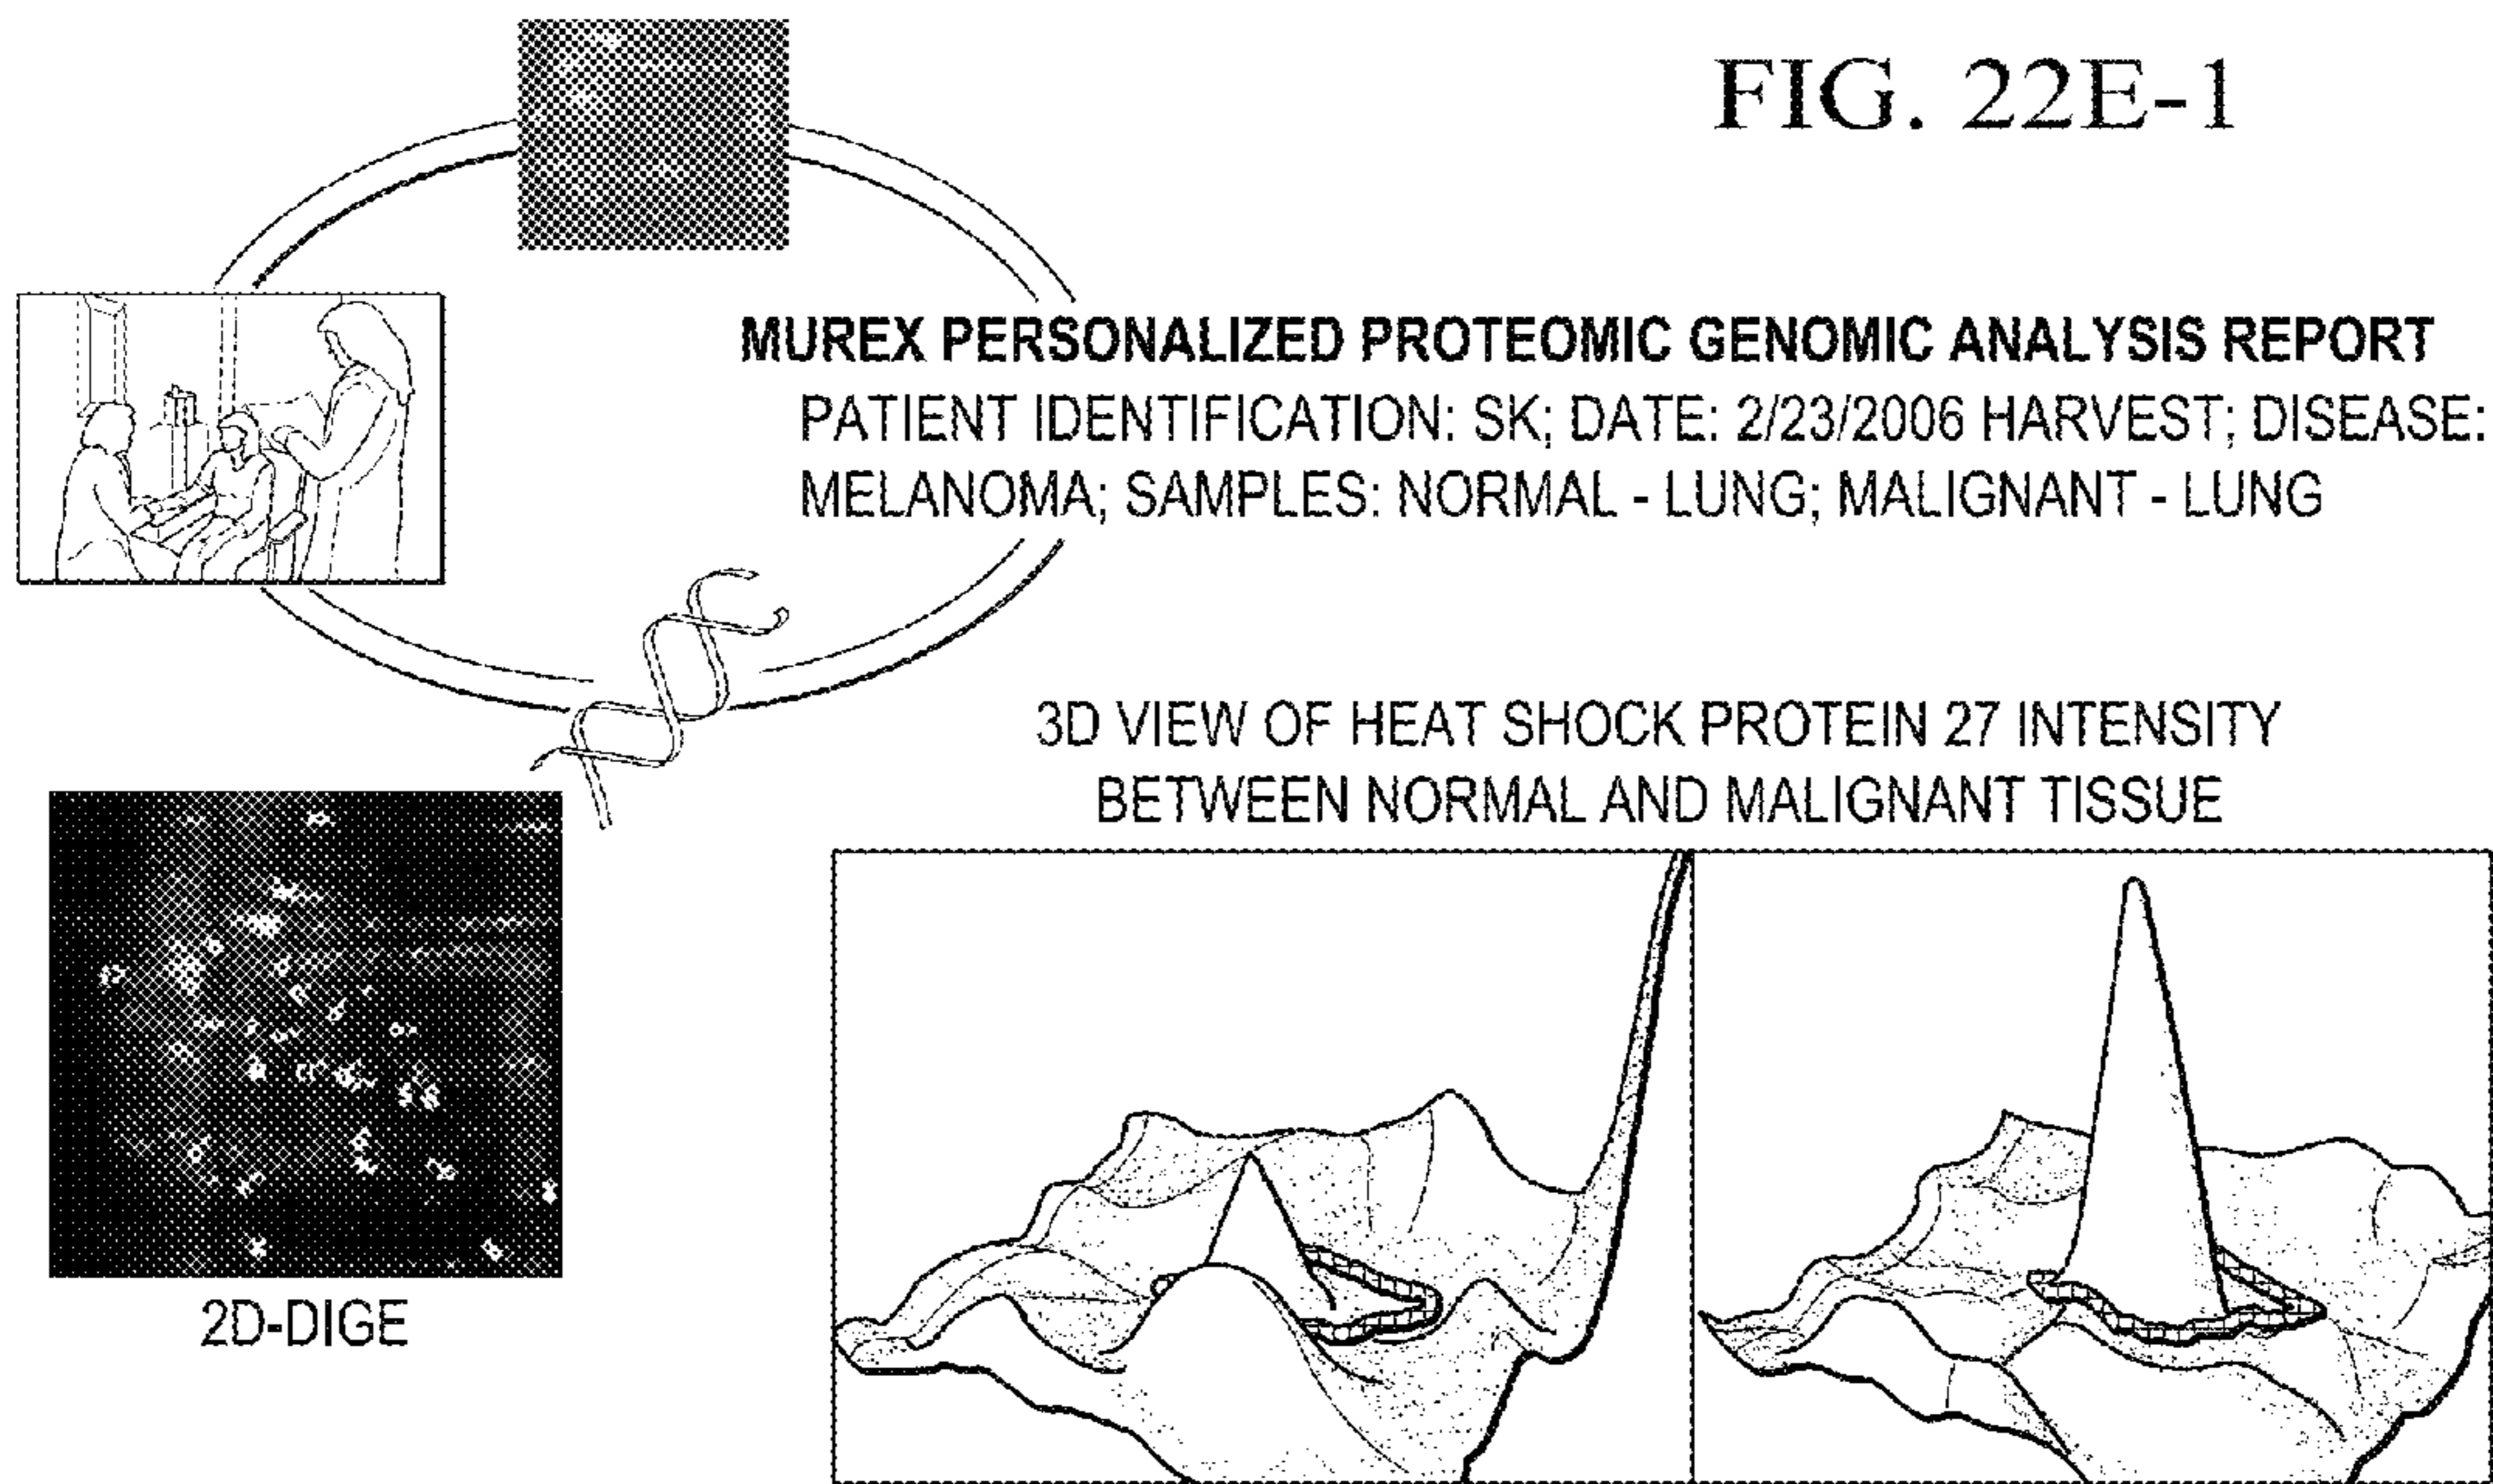 FIG. 22E-1
MUREX PERSONALIZED PROTEOMIC GENOMIC ANALYSIS REPORT
PATIENT IDENTIFICATION: SK; DATE: 2/23/2006 HARVEST; DISEASE:
MELANOMA; SAMPLES: NORMAL - LUNG; MALIGNANT - LUNG
3D VIEW OF HEAT SHOCK PROTEIN 27 INTENSITY
BETWEEN NORMAL AND MALIGNANT TISSUE
2D-DIGE